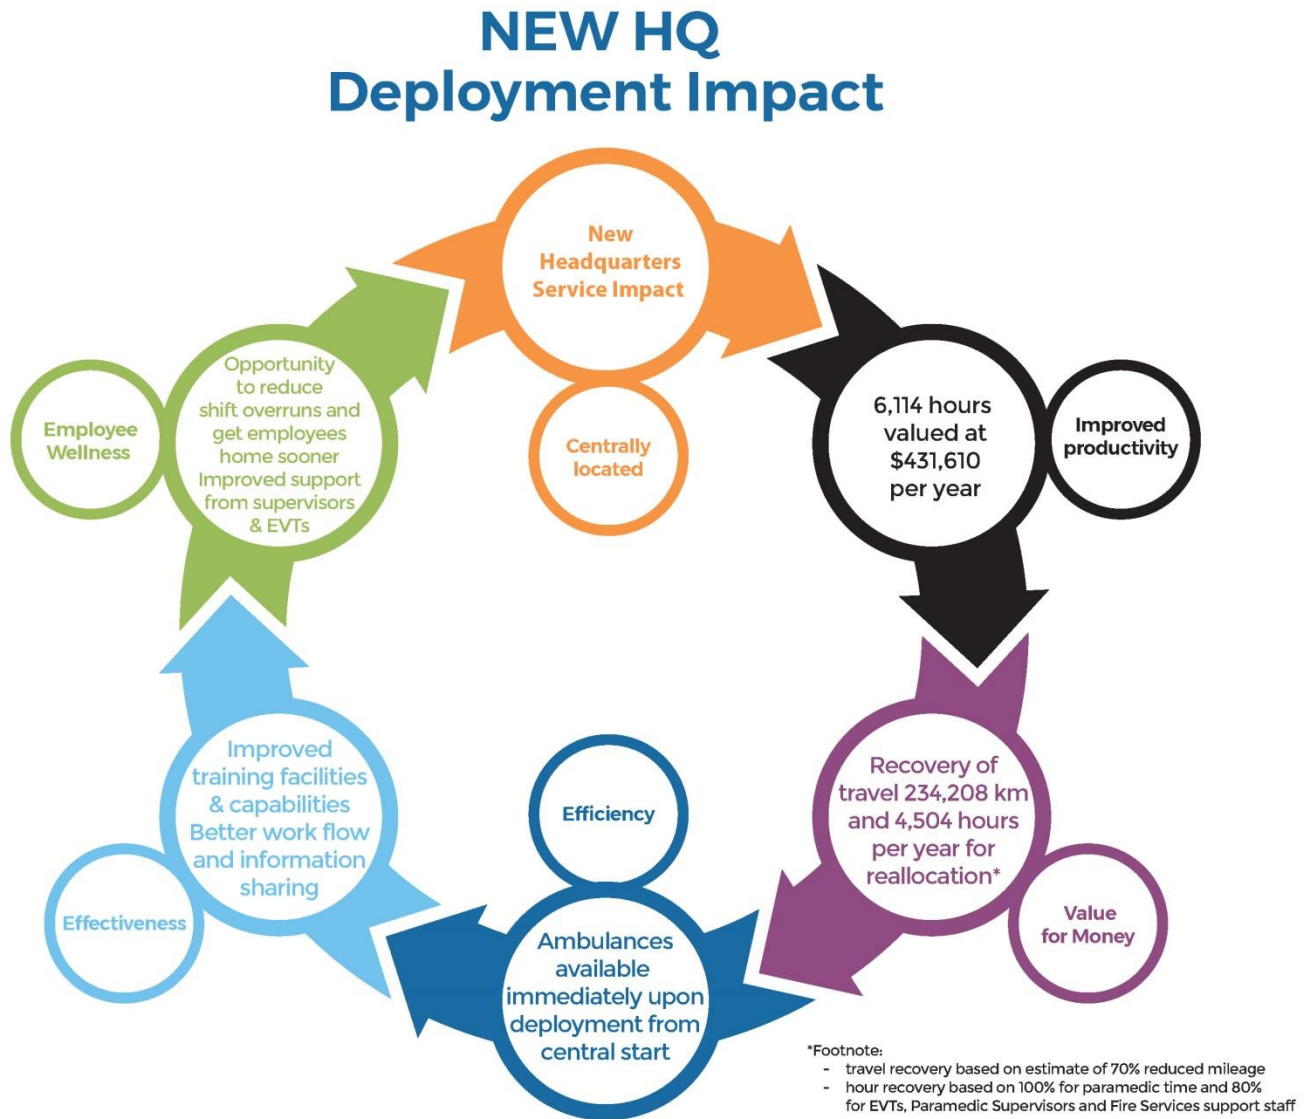 NEW HQ
Deployment Impact
New
Headquarters
Service Impact
Centrally
located
6,114 hours
valued at
$431,610
per year
Improved
productivity
Recovery of
travel 234,208 km
and 4,504 hours
per year for
reallocation*
Value
for Money
Efficiency
Ambulances
available
immediately upon
deployment from
central start
Improved
training facilities
& capabilities
Better work flow
and information
sharing
Effectiveness
Opportunity
to reduce
shift overruns and
get employees
home sooner
Improved support
from supervisors
& EVTs
Employee
Wellness
*Footnote:
- travel recovery based on estimate of 70% reduced mileage
- hour recovery based on 100% for paramedic time and 80%
for EVTs, Paramedic Supervisors and Fire Services support staff